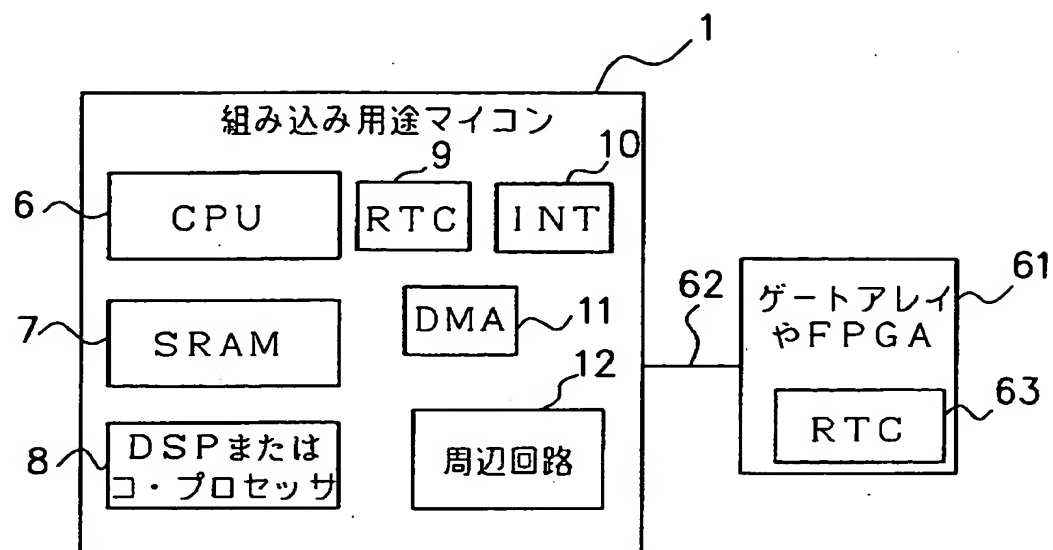 1
組み込み用途マイコン
9
10
6
CPU
RTC
INT
62
61
ゲートアレイ
やFPGA
7
SRAM
DMA
11
12
63
RTC
8
DSPまたは
コ・プロセッサ
周辺回路